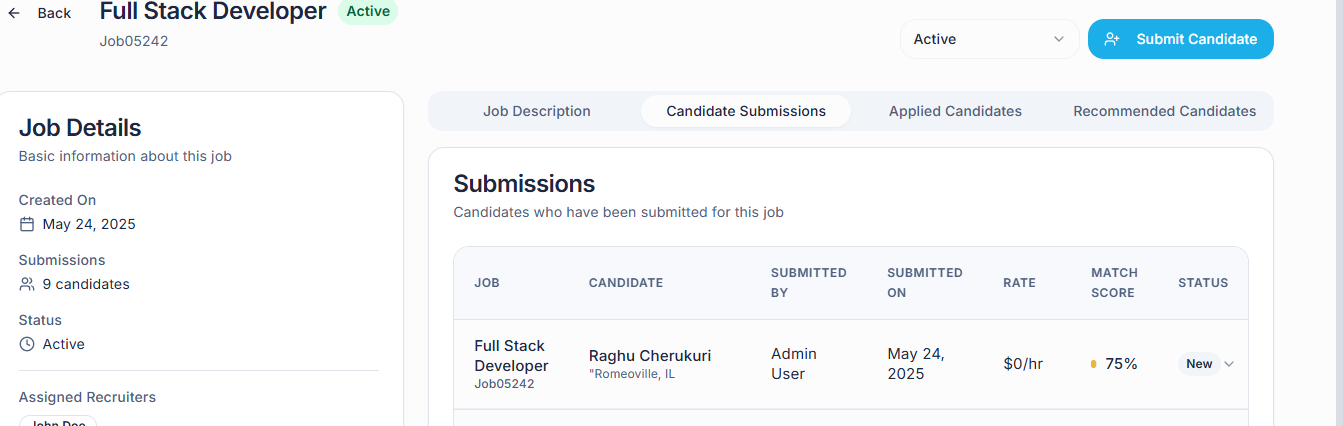 Back
Full Stack Developer
Active
Job05242
Active
Submit Candidate
Job Details
Basic information about this job
Created On
May 24, 2025
Submissions
9 candidates
Status
Active
Assigned Recruiters
John Doe
Job Description
Candidate Submissions
Applied Candidates
Recommended Candidates
Submissions
Candidates who have been submitted for this job
JOB
CANDIDATE
SUBMITTED
BY
SUBMITTED
ON
RATE
MATCH
SCORE
STATUS
Full Stack
Developer
Job05242
Raghu Cherukuri
"Romeoville, IL
Admin
User
May 24,
2025
$0/hr
75%
New